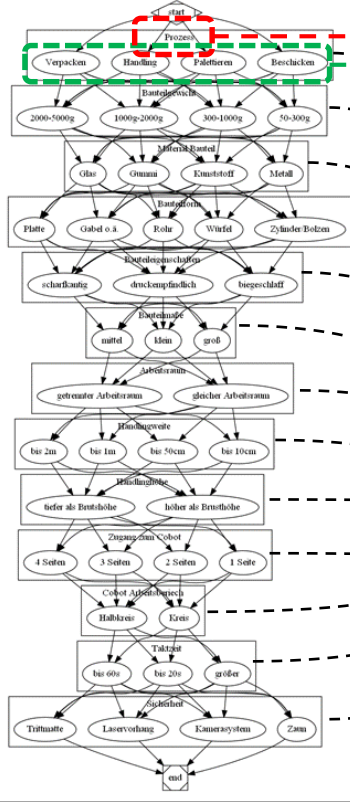 start
Prozess
Verpacken Handling Palettieren Beschicken
Bauteilgewicht
2000-5000g 1000g-2000g 300-1000g 50-300g
Material Bauteil
Glas Gummi Kunststoff Metall
Bauteilform
Platte Gabel o.ä. Rohr Würfel Zylinder/Bolzen
Bauteileigenschaften
scharfkantig druckempfindlich biegeschlaff
Bauteilmaße
mittel klein groß
Arbeitsraum
getrennter Arbeitsraum gleicher Arbeitsraum
Handlingweite
bis 2m bis 1m bis 50cm bis 10cm
Handlinghöhe
tiefer als Brutshöhe höher als Brusthöhe
Zugang zum Cobot
4 Seiten 3 Seiten 2 Seiten 1 Seite
Cobot Arbeitsberiech
Halbkreis Kreis
Taktzeit
bis 60s bis 20s größer
Sicherheit
Trittmatte Laservorhang Kamerasystem Zaun
end